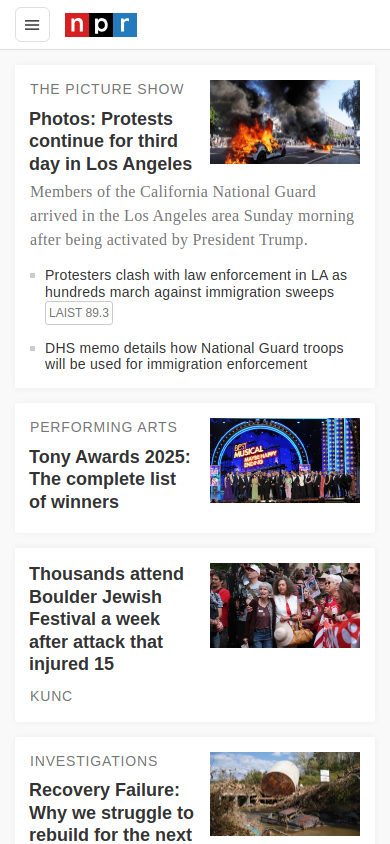 npr
THE PICTURE SHOW
Photos: Protests
continue for third
day in Los Angeles
Members of the California National Guard
arrived in the Los Angeles area Sunday morning
after being activated by President Trump.
Protesters clash with law enforcement in LA as
hundreds march against immigration sweeps
LAIST 89.3
DHS memo details how National Guard troops
will be used for immigration enforcement
PERFORMING ARTS
Tony Awards 2025:
The complete list
of winners
BEST
MUSICAL
MAYBE HAPPY
ENDING
Thousands attend
Boulder Jewish
Festival a week
after attack that
injured 15
KUNC
INVESTIGATIONS
Recovery Failure:
Why we struggle to
rebuild for the next